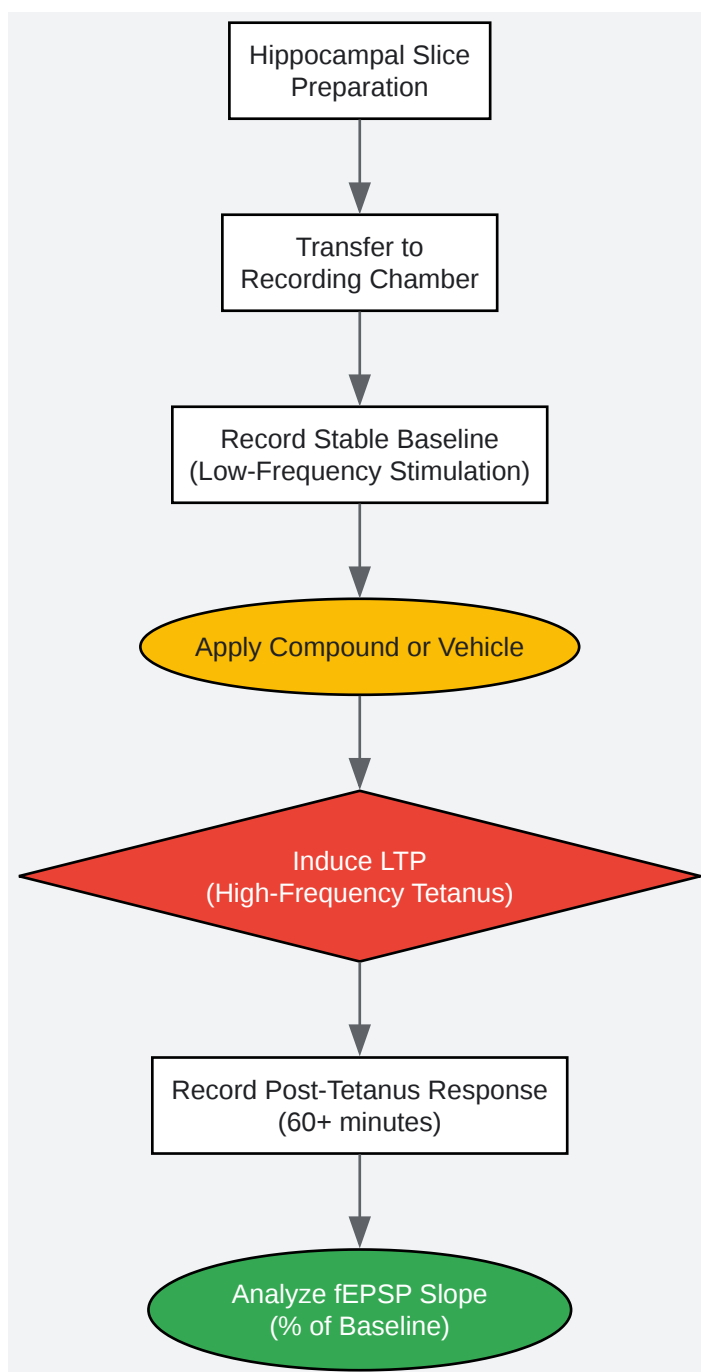 Hippocampal Slice
Preparation
Transfer to
Recording Chamber
Record Stable Baseline
(Low-Frequency Stimulation)
Apply Compound or Vehicle
Induce LTP
(High-Frequency Tetanus)
Record Post-Tetanus Response
(60+ minutes)
Analyze fEPSP Slope
(% of Baseline)